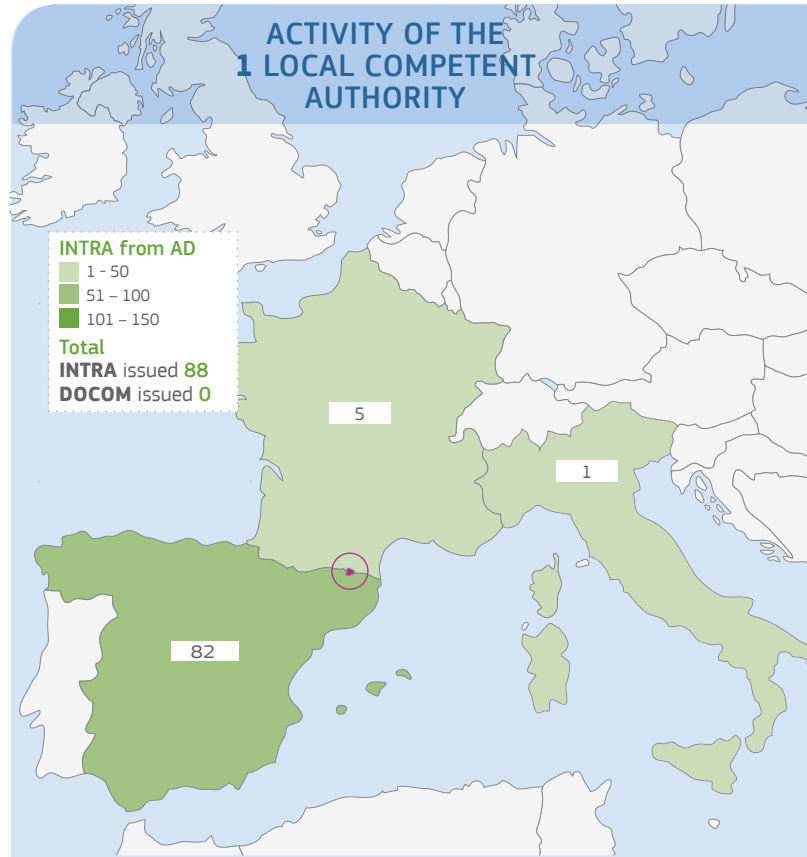 ACTIVITY OF THE
1 LOCAL COMPETENT
AUTHORITY
INTRA from AD
1 - 50
51 – 100
101 – 150
Total
INTRA issued 88
DOCOM issued 0
5
1
82